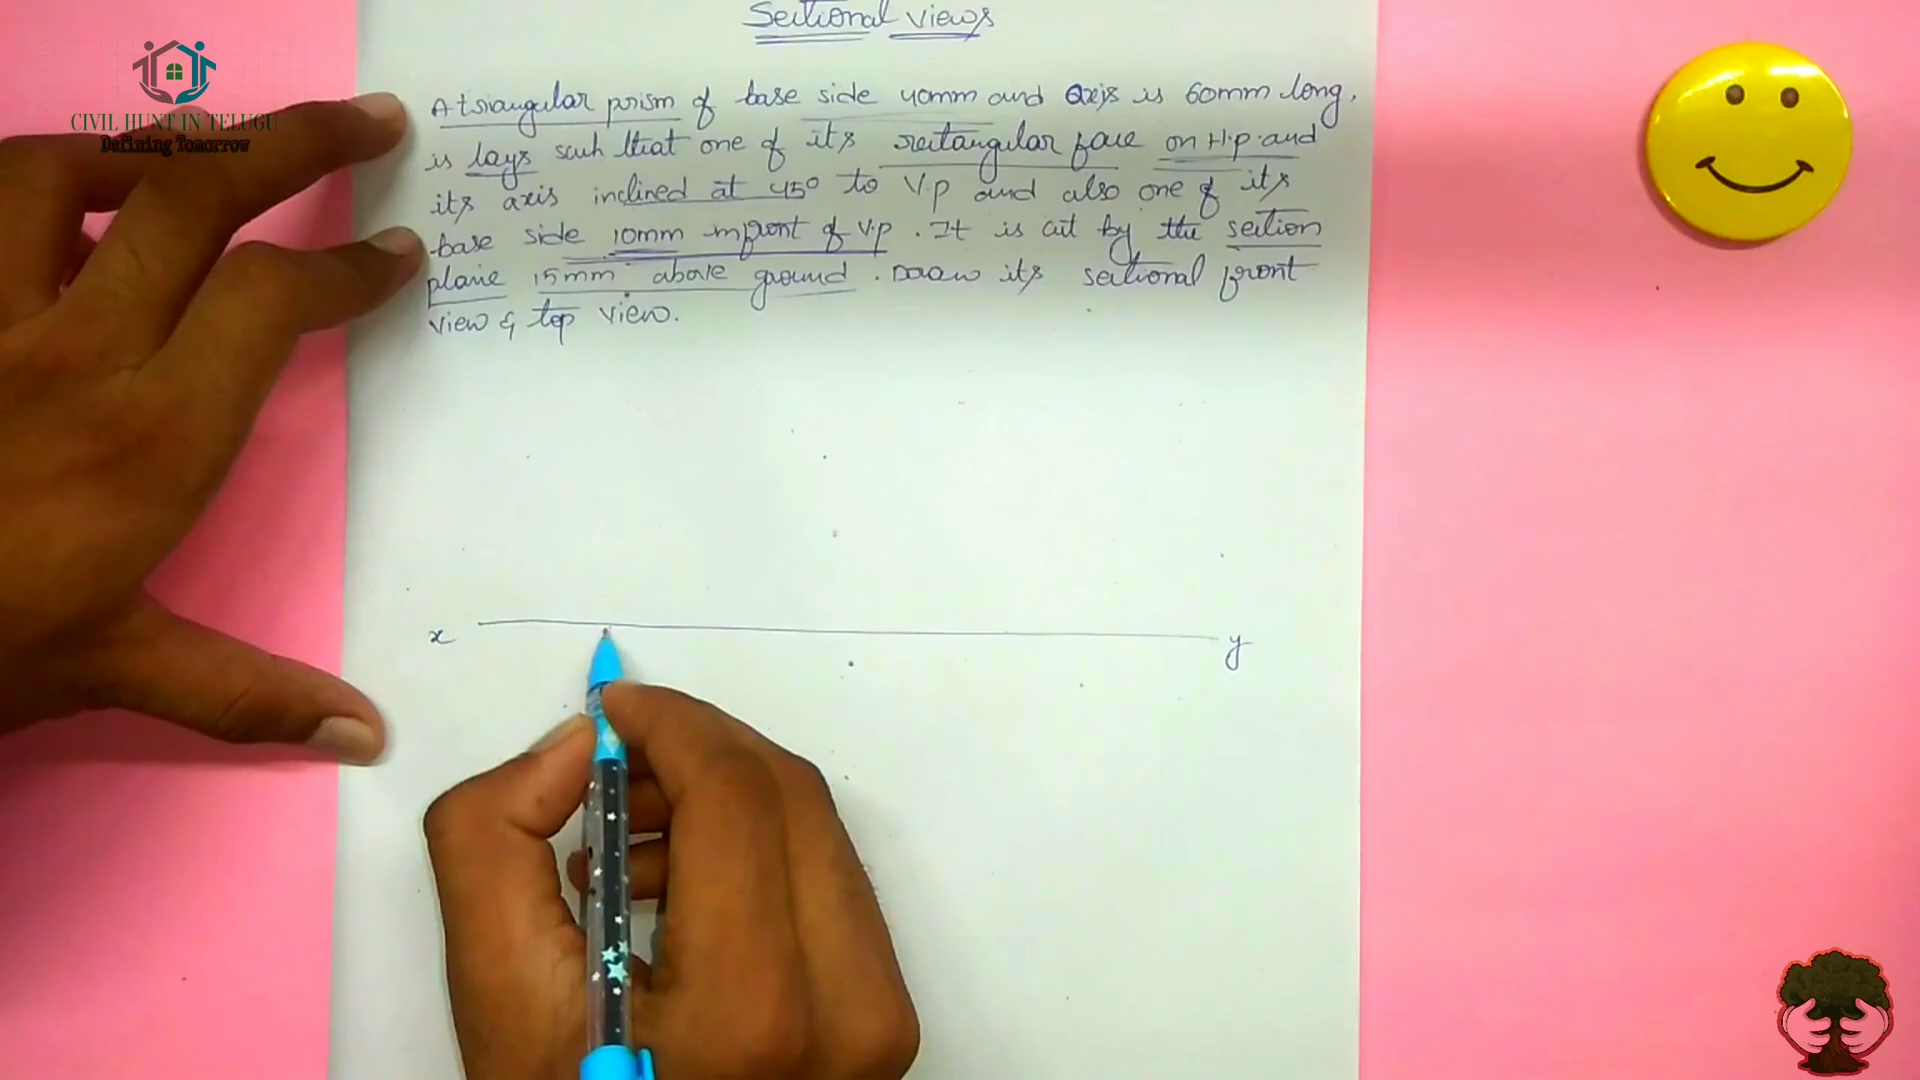 Sectional views
A triangular prism of base side 40mm and axis is 60mm long,
is lays such that one of its rectangular face on H.p. and
its axis inclined at 45° to V.p and also one of its
base side 10mm infront of V.p. It is cut by the section
plane 15mm above ground. Draw its sectional front
view & top view.
x y
CIVIL HUNT IN TELUGU
Defining Tomorrow